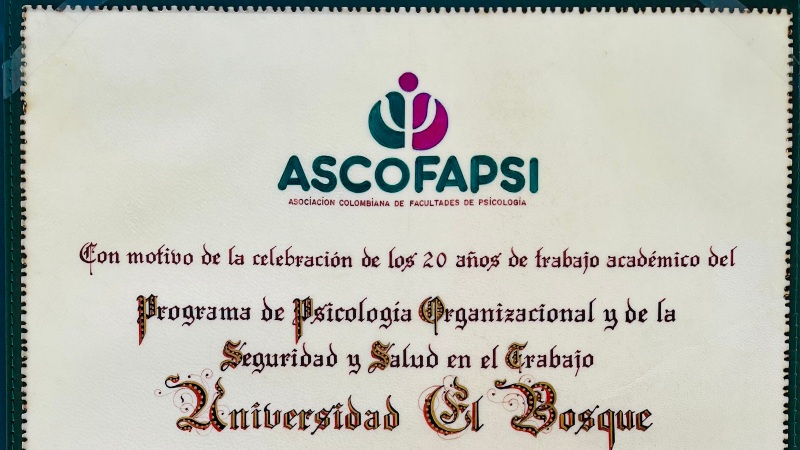 ASCOFAPSI
ASOCIACIÓN COLOMBIANA DE FACULTADES DE PSICOLOGÍA
Con motivo de la celebración de los 20 años de trabajo académico del
Programa de Psicología Organizacional y de la
Seguridad y Salud en el Trabajo
Universidad El Bosque